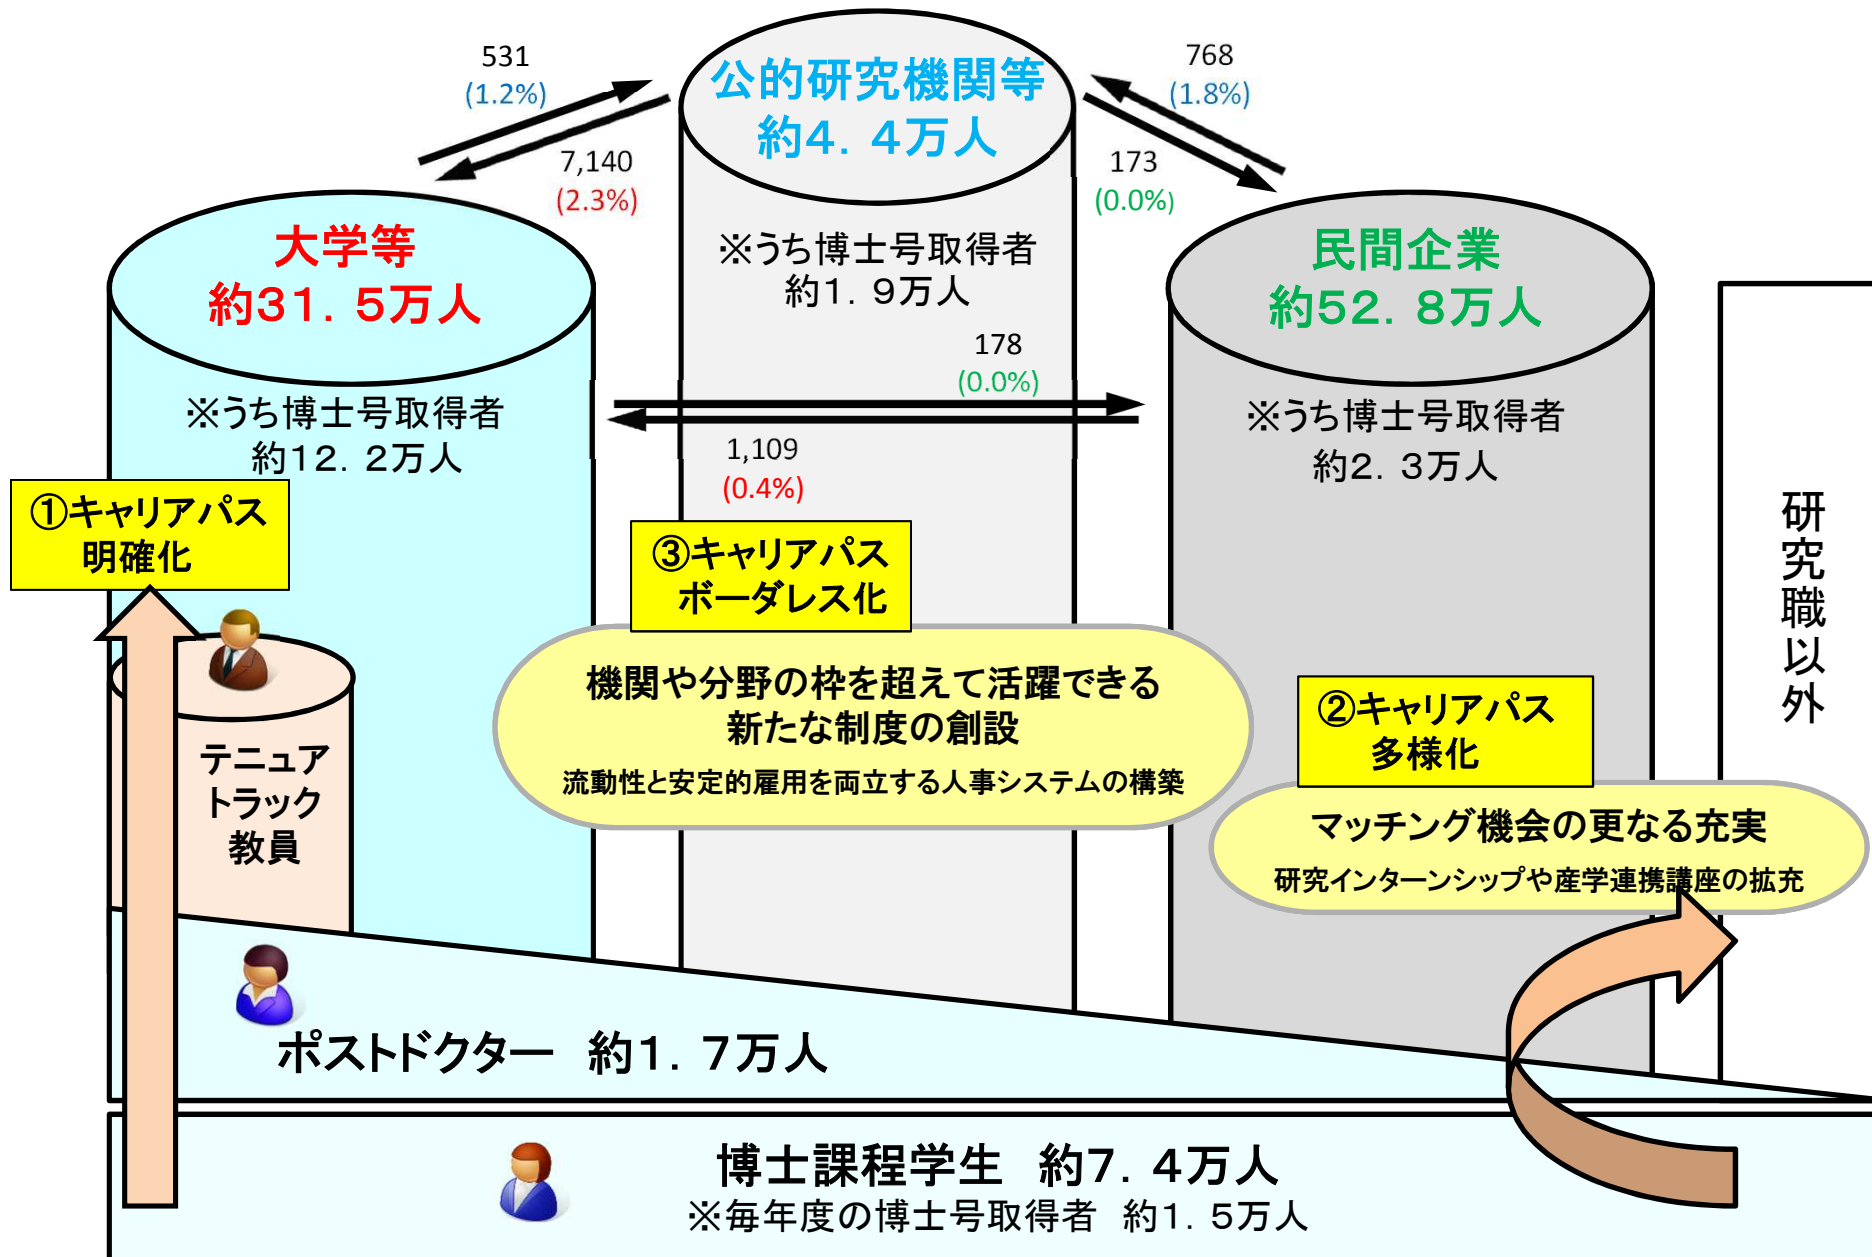 531
(1.2%)
公的研究機関等
約4．4万人
768
(1.8%)
7,140
(2.3%)
173
(0.0%)
大学等
約31．5万人
※うち博士号取得者
約1．9万人
民間企業
約52．8万人
178
(0.0%)
※うち博士号取得者
約12．2万人
1,109
(0.4%)
※うち博士号取得者
約2．3万人
①キャリアパス
明確化
③キャリアパス
ボーダレス化
研究職以外
機関や分野の枠を超えて活躍できる
新たな制度の創設
流動性と安定的雇用を両立する人事システムの構築
②キャリアパス
多様化
テニュア
トラック
教員
マッチング機会の更なる充実
研究インターンシップや産学連携講座の拡充
ポストドクター　約1．7万人
博士課程学生　約7．4万人
※毎年度の博士号取得者　約1．5万人